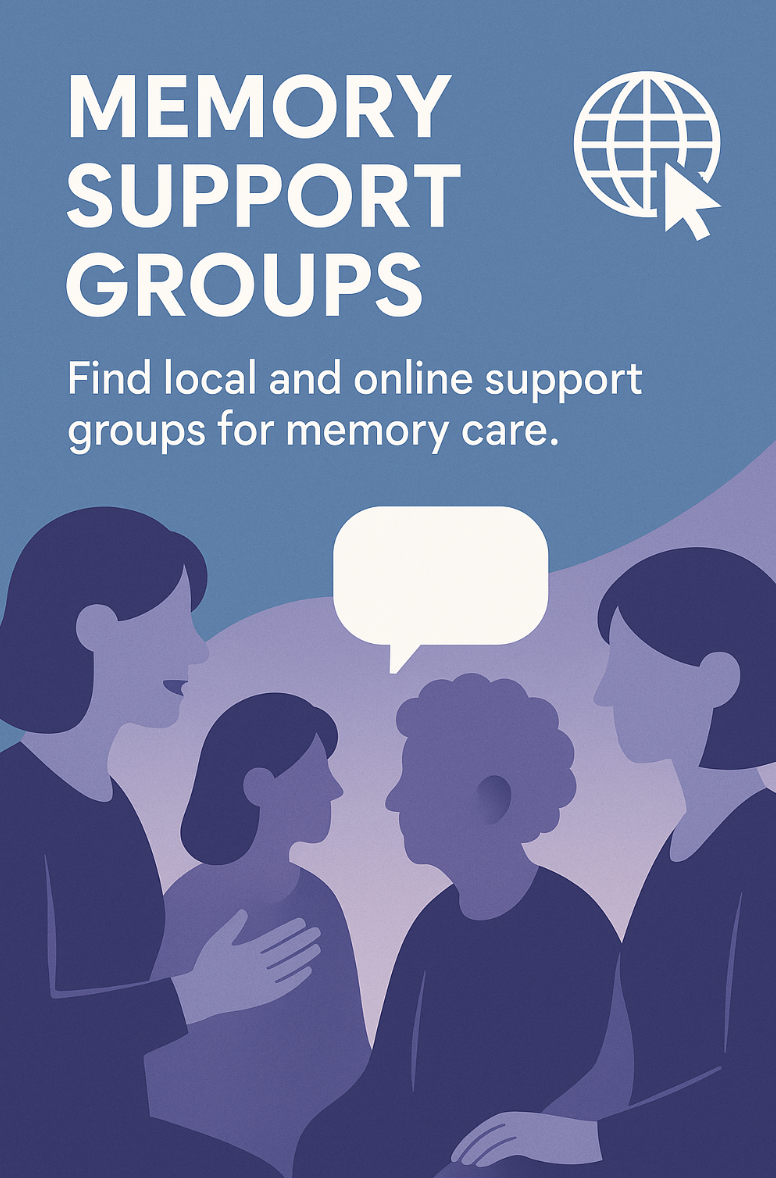 MEMORY
SUPPORT
GROUPS
Find local and online support
groups for memory care.